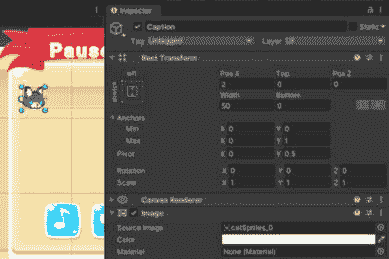 Pause
Inspector
Caption
Static
Tag Untagged Layer UI
Rect Transform
left
Pos X Top Pos Z
2 0 0
stretch
Width Bottom
50 0
Anchors
Min X 0 Y 0
Max X 0 Y 1
Pivot X 0 Y 0.5
Rotation X 0 Y 0 Z 0
Scale X 1 Y 1 Z 1
Canvas Renderer
Image
Source Image catSprites_0
Color
Material None (Material)